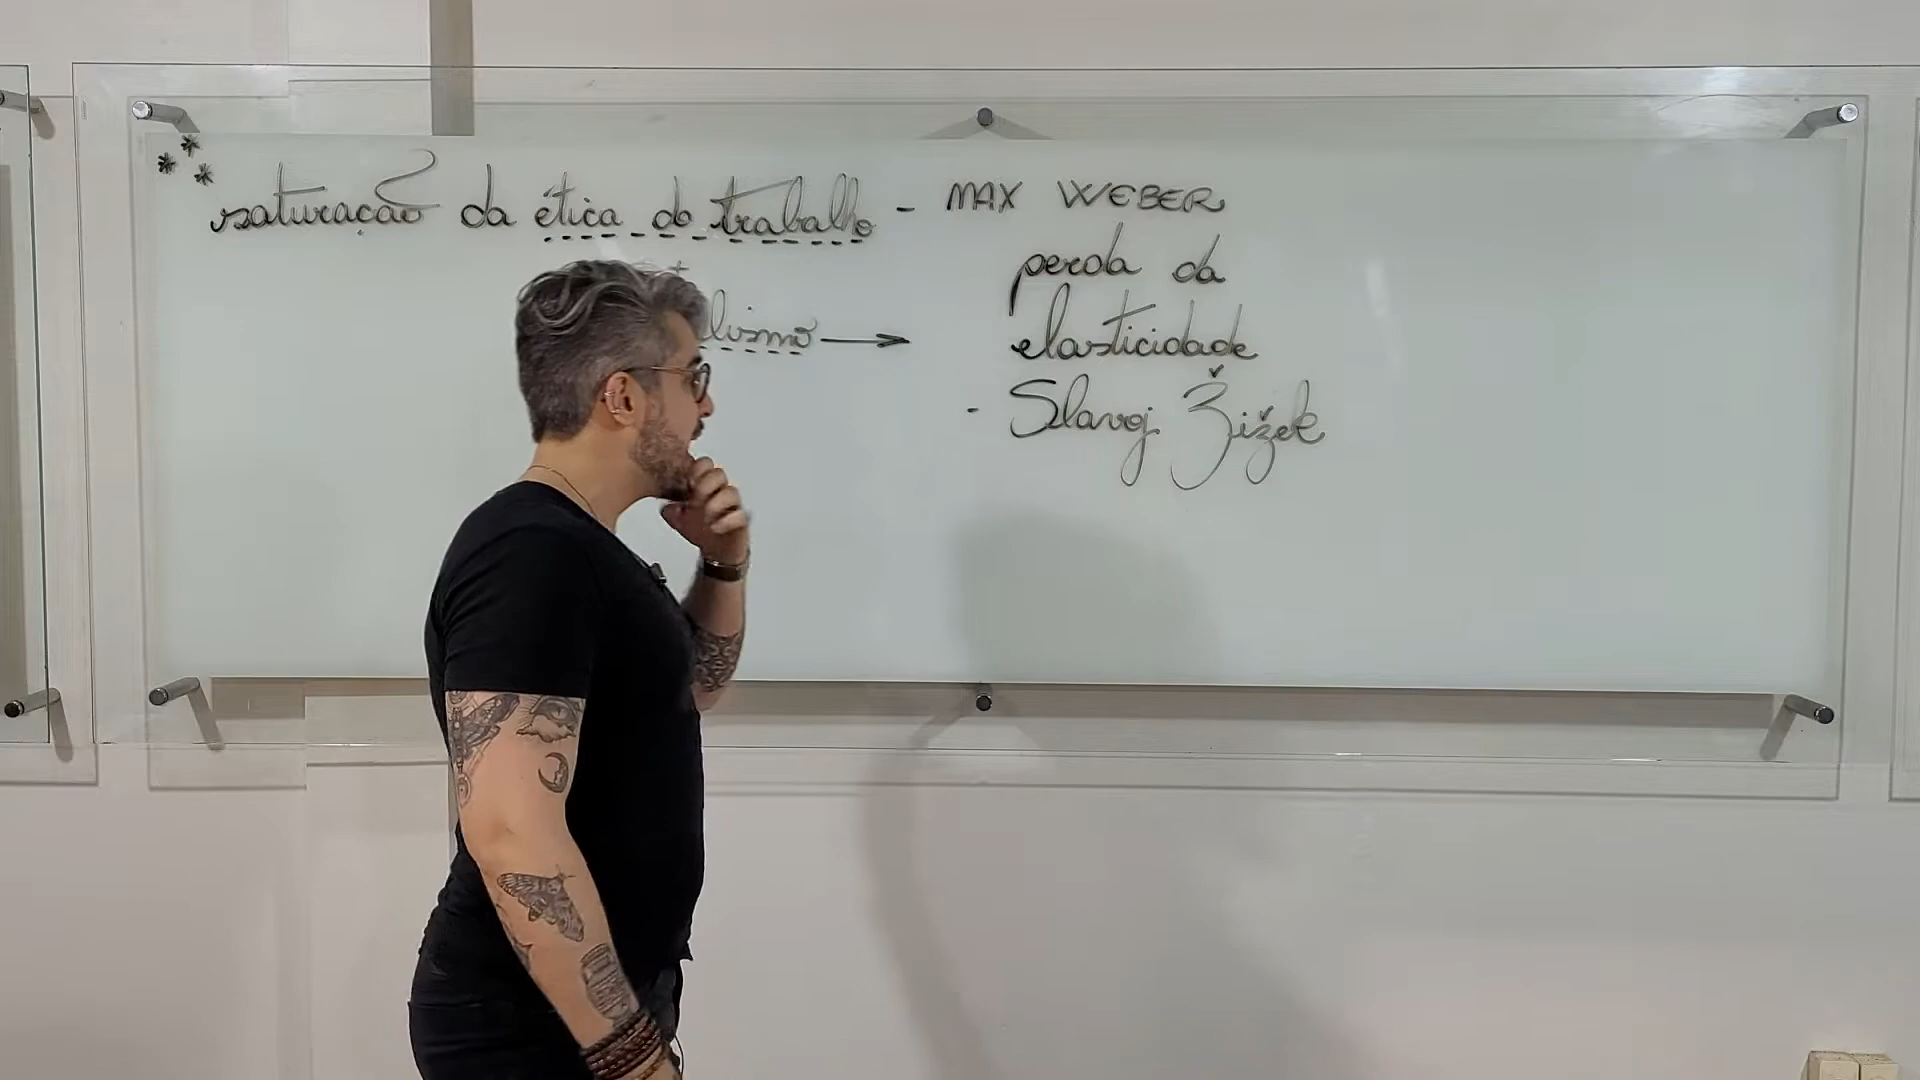 saturação da ética do trabalho - MAX WEBER
+
lismo → perda da
elasticidade
- Slavoj Žižek